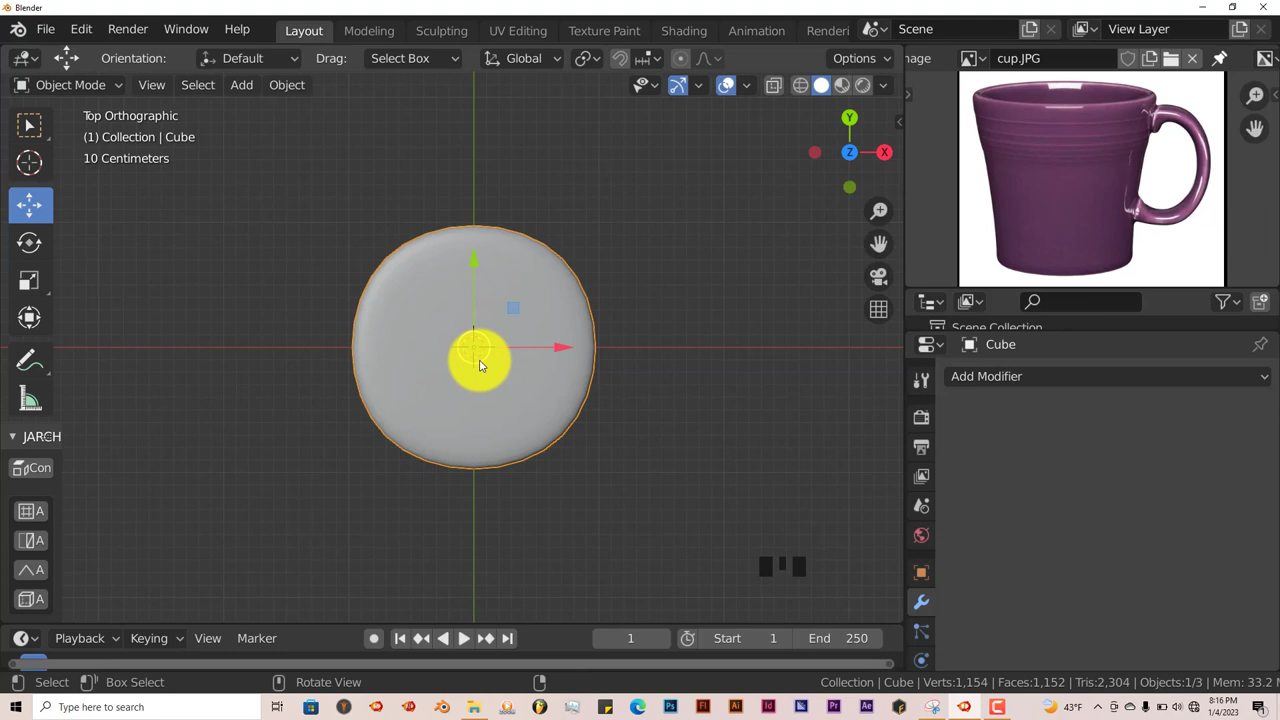 Blender
File Edit Render Window Help Layout Modeling Sculpting UV Editing Texture Paint Shading Animation Renderi Scene View Layer
Orientation: Default Drag: Select Box Global Options mage cup.JPG
Object Mode View Select Add Object
Top Orthographic
(1) Collection | Cube
10 Centimeters
Y
Z
X
Scene Collection
Cube
Add Modifier
JARCH
Con
A
A
A
A
Playback Keying View Marker 1 Start 1 End 250
Select Box Select Rotate View Collection | Cube | Verts:1,154 | Faces:1,152 | Tris:2,304 | Objects:1/3 | Mem: 33.2 M
Type here to search 43°F 8:16 PM
1/4/2023